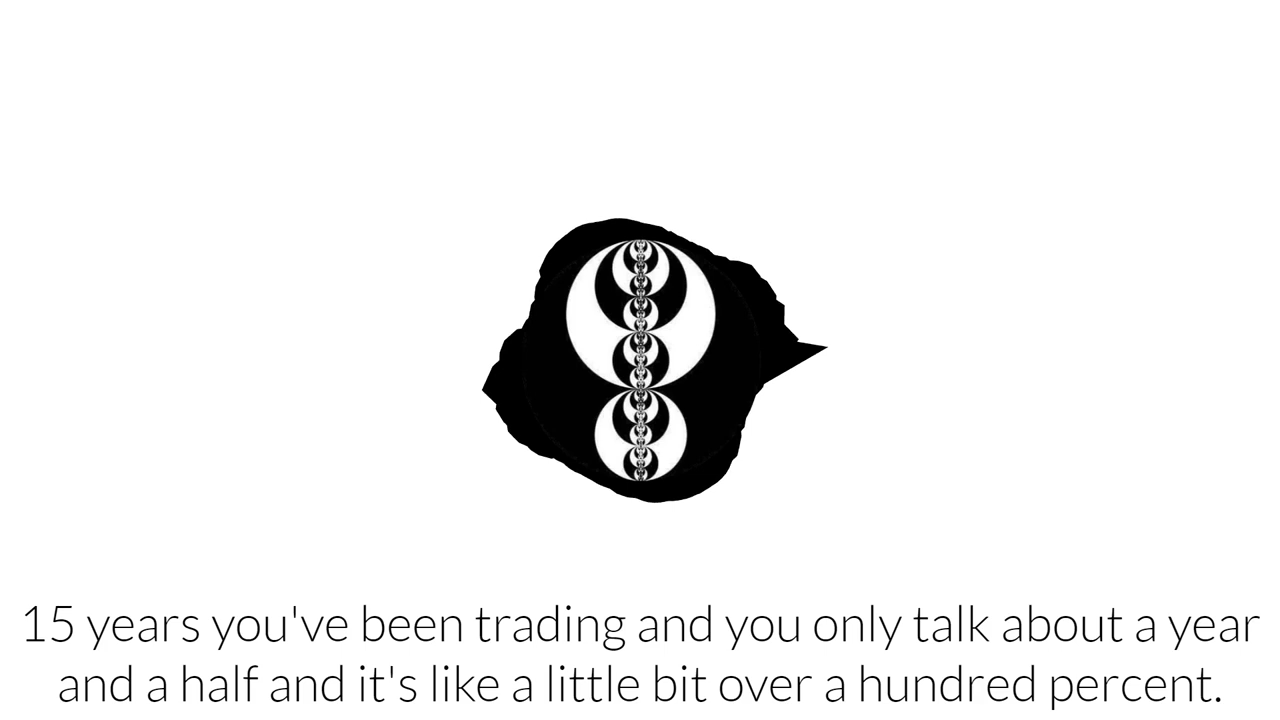 15 years you've been trading and you only talk about a year
and a half and it's like a little bit over a hundred percent.